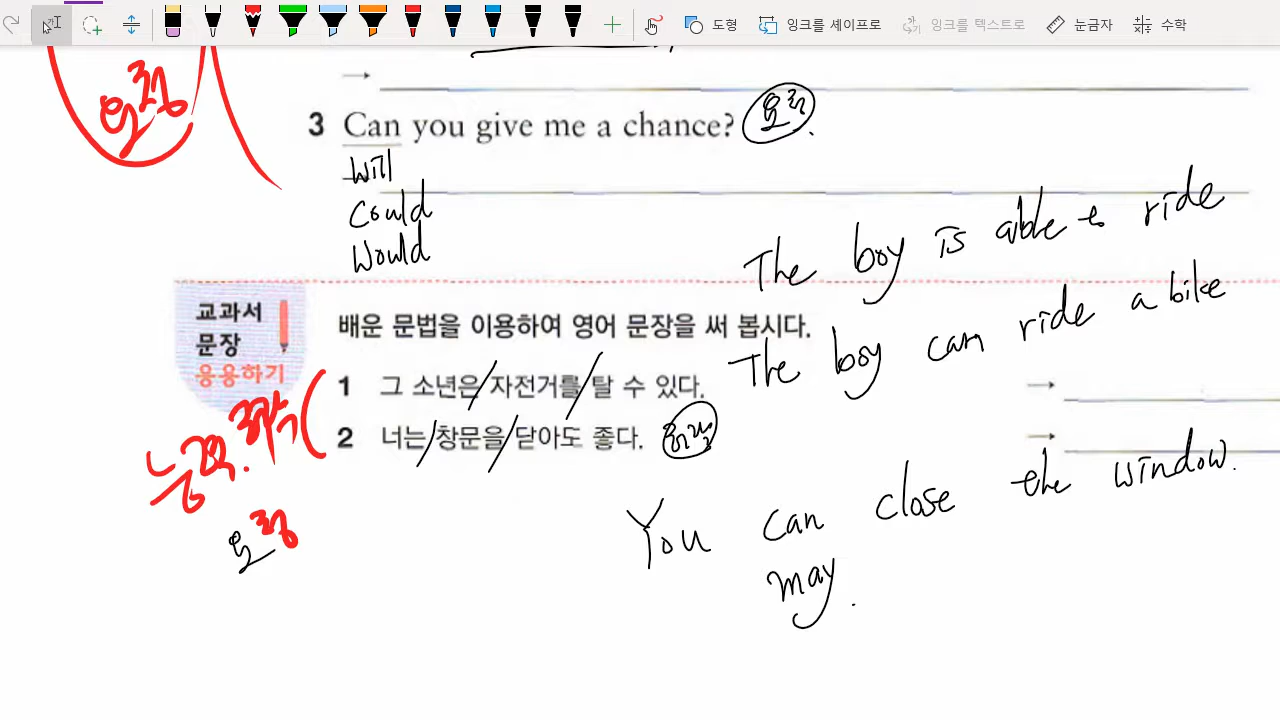 도형 잉크를 셰이프로 잉크를 텍스트로 눈금자 수학
요청
→
3 Can you give me a chance? 요청
Will
Could
Would
The boy is able to ride
The boy can ride a bike
교과서
문장
응용하기
배운 문법을 이용하여 영어 문장을 써 봅시다.
1 그 소년은/자전거를/탈 수 있다. →
2 너는/창문을/닫아도 좋다. 허락 →
능력. 허락(
요청
You can close the window.
may.